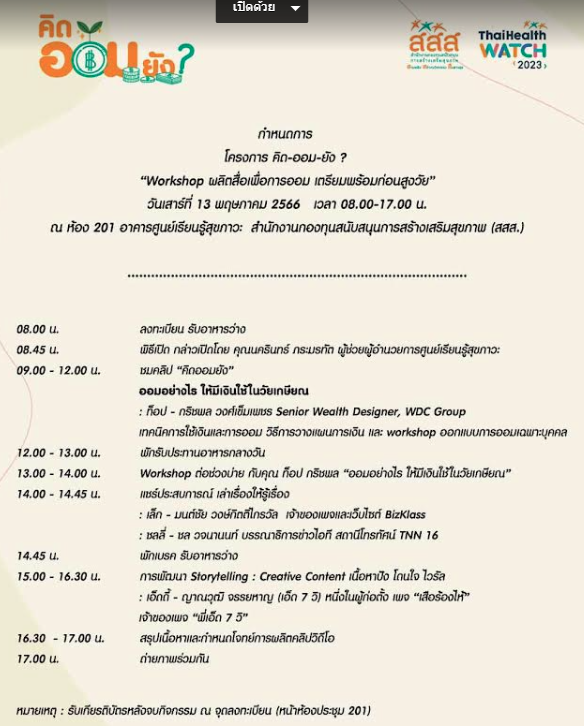 เปิดด้วย
คิด
ออม ยัง?
สสส
สำนักงานกองทุนสนับสนุน
การสร้างเสริมสุขภาพ
ThaiHealth
WATCH
2023
กำหนดการ
โครงการ คิด-ออม-ยัง ?
“Workshop ผลิตสื่อเพื่อการออม เตรียมพร้อมก่อนสูงวัย”
วันเสาร์ที่ 13 พฤษภาคม 2566 เวลา 08.00-17.00 น.
ณ ห้อง 201 อาคารศูนย์เรียนรู้สุขภาวะ สำนักงานกองทุนสนับสนุนการสร้างเสริมสุขภาพ (สสส.)
08.00 น. ลงทะเบียน รับอาหารว่าง
08.45 น. พิธีเปิด กล่าวเปิดโดย คุณนครินทร์ กระมรทัต ผู้ช่วยผู้อำนวยการศูนย์เรียนรู้สุขภาวะ
09.00 - 12.00 น. ชมคลิป “คิดออมยัง”
ออมอย่างไร ให้มีเงินใช้ในวัยเกษียณ
: ท็อป - กริชพล วงศ์เข็มเพชร Senior Wealth Designer, WDC Group
เทคนิคการใช้เงินและการออม วิธีการวางแผนการเงิน และ workshop ออกแบบการออมเฉพาะบุคคล
12.00 - 13.00 น. พักรับประทานอาหารกลางวัน
13.00 - 14.00 น. Workshop ต่อช่วงบ่าย กับคุณ ท็อป กริชพล “ออมอย่างไร ให้มีเงินใช้ในวัยเกษียณ”
14.00 - 14.45 น. แชร์ประสบการณ์ เล่าเรื่องให้รู้เรื่อง
: เล็ก - มนต์ชัย วงษ์กิตติ์ไกรวัล เจ้าของเพจและเว็บไซต์ BizKlass
: ชลลี่ - ชล วจนานนท์ บรรณาธิการข่าวไอที สถานีโทรทัศน์ TNN 16
14.45 น. พักเบรค รับอาหารว่าง
15.00 - 16.30 น. การพัฒนา Storytelling : Creative Content เนื้อหาปัง โดนใจ ไวรัล
: เอ็ดดี้ - ญาณวุฒิ จรรยหาญ (เอ็ด 7 วิ) หนึ่งในผู้ก่อตั้ง เพจ “เสือร้องไห้”
เจ้าของเพจ “พี่เอ็ด 7 วิ”
16.30 - 17.00 น. สรุปเนื้อหาและกำหนดโจทย์การผลิตคลิปวิดิโอ
17.00 น. ถ่ายภาพร่วมกัน
หมายเหตุ : รับเกียรติบัตรหลังจบกิจกรรม ณ จุดลงทะเบียน (หน้าห้องประชุม 201)